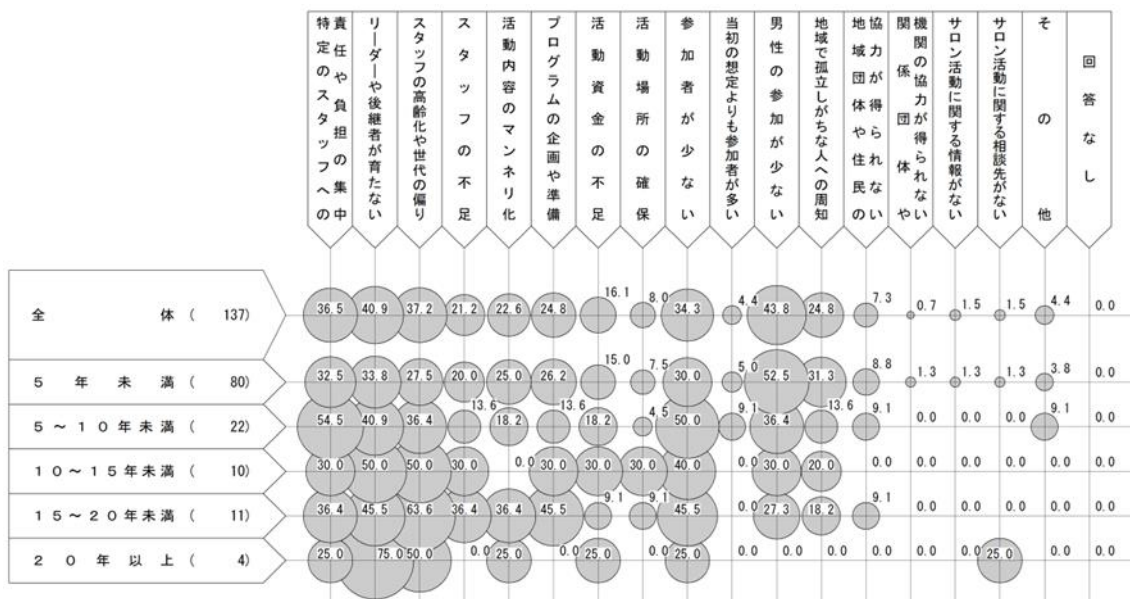 特定のスタッフへの
責任や負担の集中
リーダーや後継者が育たない
スタッフの高齢化や世代の偏り
スタッフの不足
活動内容のマンネリ化
プログラムの企画や準備
活動資金の不足
活動場所の確保
参加者が少ない
当初の想定よりも参加者が多い
男性の参加が少ない
地域で孤立しがちな人への周知
地域団体や住民の
協力が得られない
関係団体や
機関の協力が得られない
サロン活動に関する情報がない
サロン活動に関する相談先がない
その他
回答なし
全体( 137) 36.5 40.9 37.2 21.2 22.6 24.8 16.1 8.0 34.3 4.4 43.8 24.8 7.3 0.7 1.5 1.5 4.4 0.0
5年未満( 80) 32.5 33.8 27.5 20.0 25.0 26.2 15.0 7.5 30.0 5.0 52.5 31.3 8.8 1.3 1.3 1.3 3.8 0.0
5~10年未満( 22) 54.5 40.9 36.4 13.6 18.2 13.6 18.2 4.5 50.0 9.1 36.4 13.6 9.1 0.0 0.0 0.0 9.1 0.0
10~15年未満( 10) 30.0 50.0 50.0 30.0 0.0 30.0 30.0 30.0 40.0 0.0 30.0 20.0 0.0 0.0 0.0 0.0 0.0 0.0
15~20年未満( 11) 36.4 45.5 63.6 36.4 36.4 45.5 9.1 9.1 45.5 0.0 27.3 18.2 9.1 0.0 0.0 0.0 0.0 0.0
20年以上( 4) 25.0 75.0 50.0 0.0 25.0 0.0 25.0 0.0 25.0 0.0 0.0 0.0 0.0 0.0 0.0 25.0 0.0 0.0